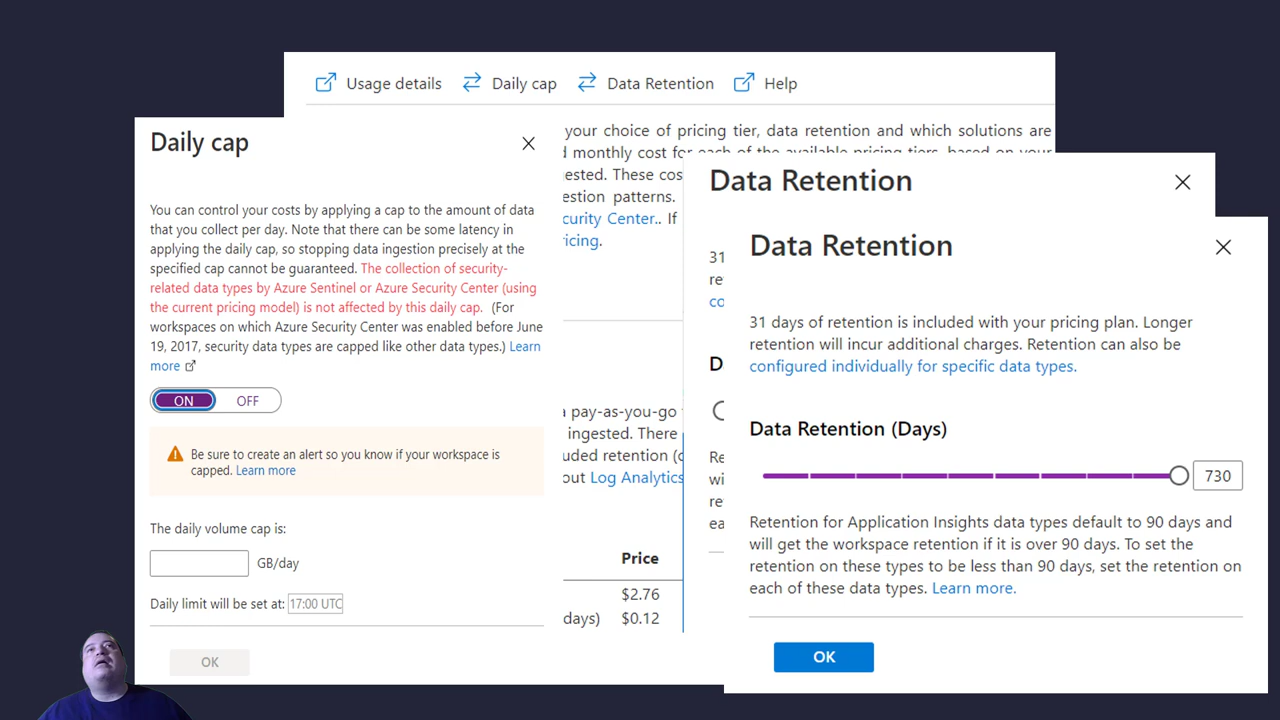 Usage details Daily cap Data Retention Help
your choice of pricing tier, data retention and which solutions are
monthly cost for each of the available pricing tiers, based on your
ested. These cos
estion patterns.
curity Center.. If
ricing.
a pay-as-you-go
ingested. There
uded retention (
out Log Analytics
Price
$2.76
days) $0.12
Daily cap
You can control your costs by applying a cap to the amount of data
that you collect per day. Note that there can be some latency in
applying the daily cap, so stopping data ingestion precisely at the
specified cap cannot be guaranteed. The collection of security-
related data types by Azure Sentinel or Azure Security Center (using
the current pricing model) is not affected by this daily cap. (For
workspaces on which Azure Security Center was enabled before June
19, 2017, security data types are capped like other data types.) Learn
more
ON OFF
Be sure to create an alert so you know if your workspace is
capped. Learn more
The daily volume cap is:
GB/day
Daily limit will be set at: 17:00 UTC
OK
Data Retention
31
re
co
D
Re
wi
re
ea
Data Retention
31 days of retention is included with your pricing plan. Longer
retention will incur additional charges. Retention can also be
configured individually for specific data types.
Data Retention (Days)
730
Retention for Application Insights data types default to 90 days and
will get the workspace retention if it is over 90 days. To set the
retention on these types to be less than 90 days, set the retention on
each of these data types. Learn more.
OK